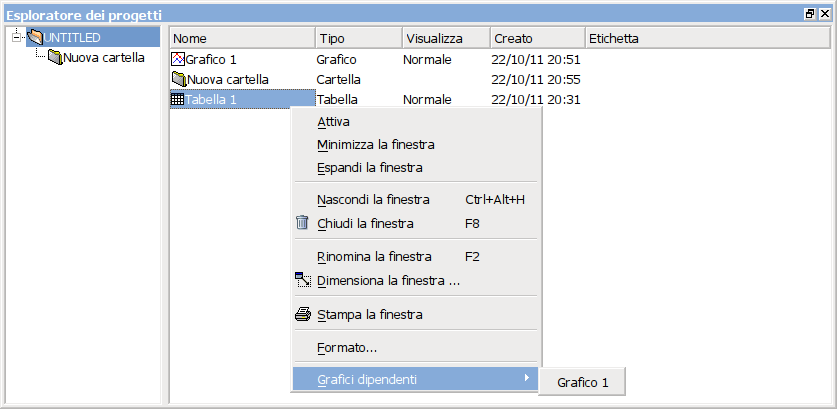 Esploratore dei progetti
UNTITLED
Nuova cartella
Nome Tipo Visualizza Creato Etichetta
Grafico 1 Grafico Normale 22/10/11 20:51
Nuova cartella Cartella 22/10/11 20:55
Tabella 1 Tabella Normale 22/10/11 20:31
Attiva
Minimizza la finestra
Espandi la finestra
Nascondi la finestra Ctrl+Alt+H
Chiudi la finestra F8
Rinomina la finestra F2
Dimensiona la finestra ...
Stampa la finestra
Formato...
Grafici dipendenti
Grafico 1